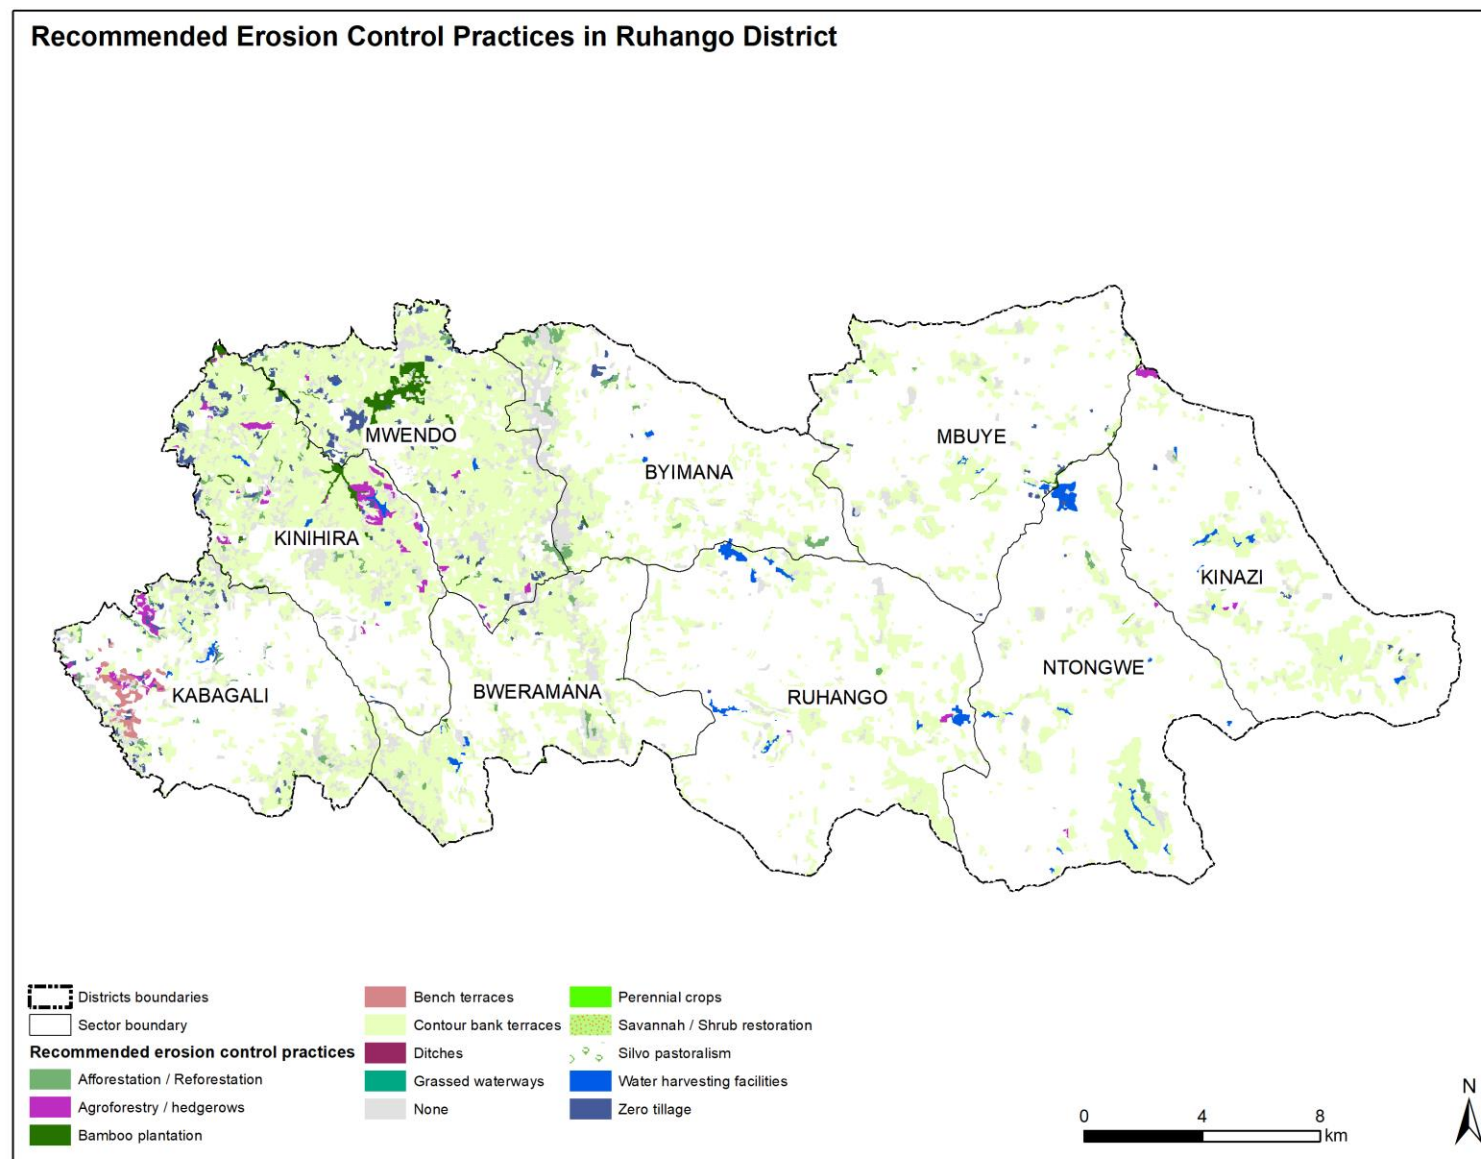 Recommended Erosion Control Practices in Ruhango District
MWENDO
MBUYE
BYIMANA
KINIHIRA
KINAZI
NTONGWE
KABAGALI
BWERAMANA
RUHANGO
Districts boundaries
Sector boundary
Recommended erosion control practices
Afforestation / Reforestation
Agroforestry / hedgerows
Bamboo plantation
Bench terraces
Contour bank terraces
Ditches
Grassed waterways
None
Perennial crops
Savannah / Shrub restoration
Silvo pastoralism
Water harvesting facilities
Zero tillage
0 4 8
km
N